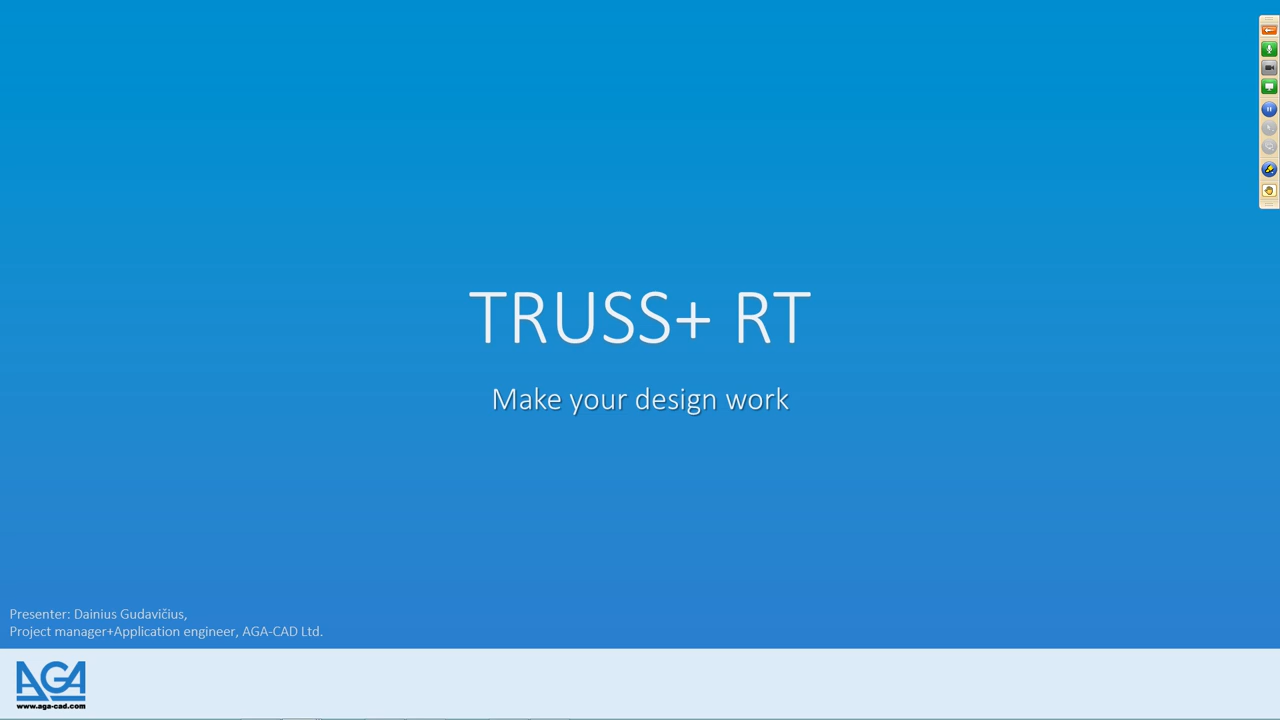 TRUSS+ RT
Make your design work
Presenter: Dainius Gudavičius,
Project manager+Application engineer, AGA-CAD Ltd.
AGA
www.aga-cad.com